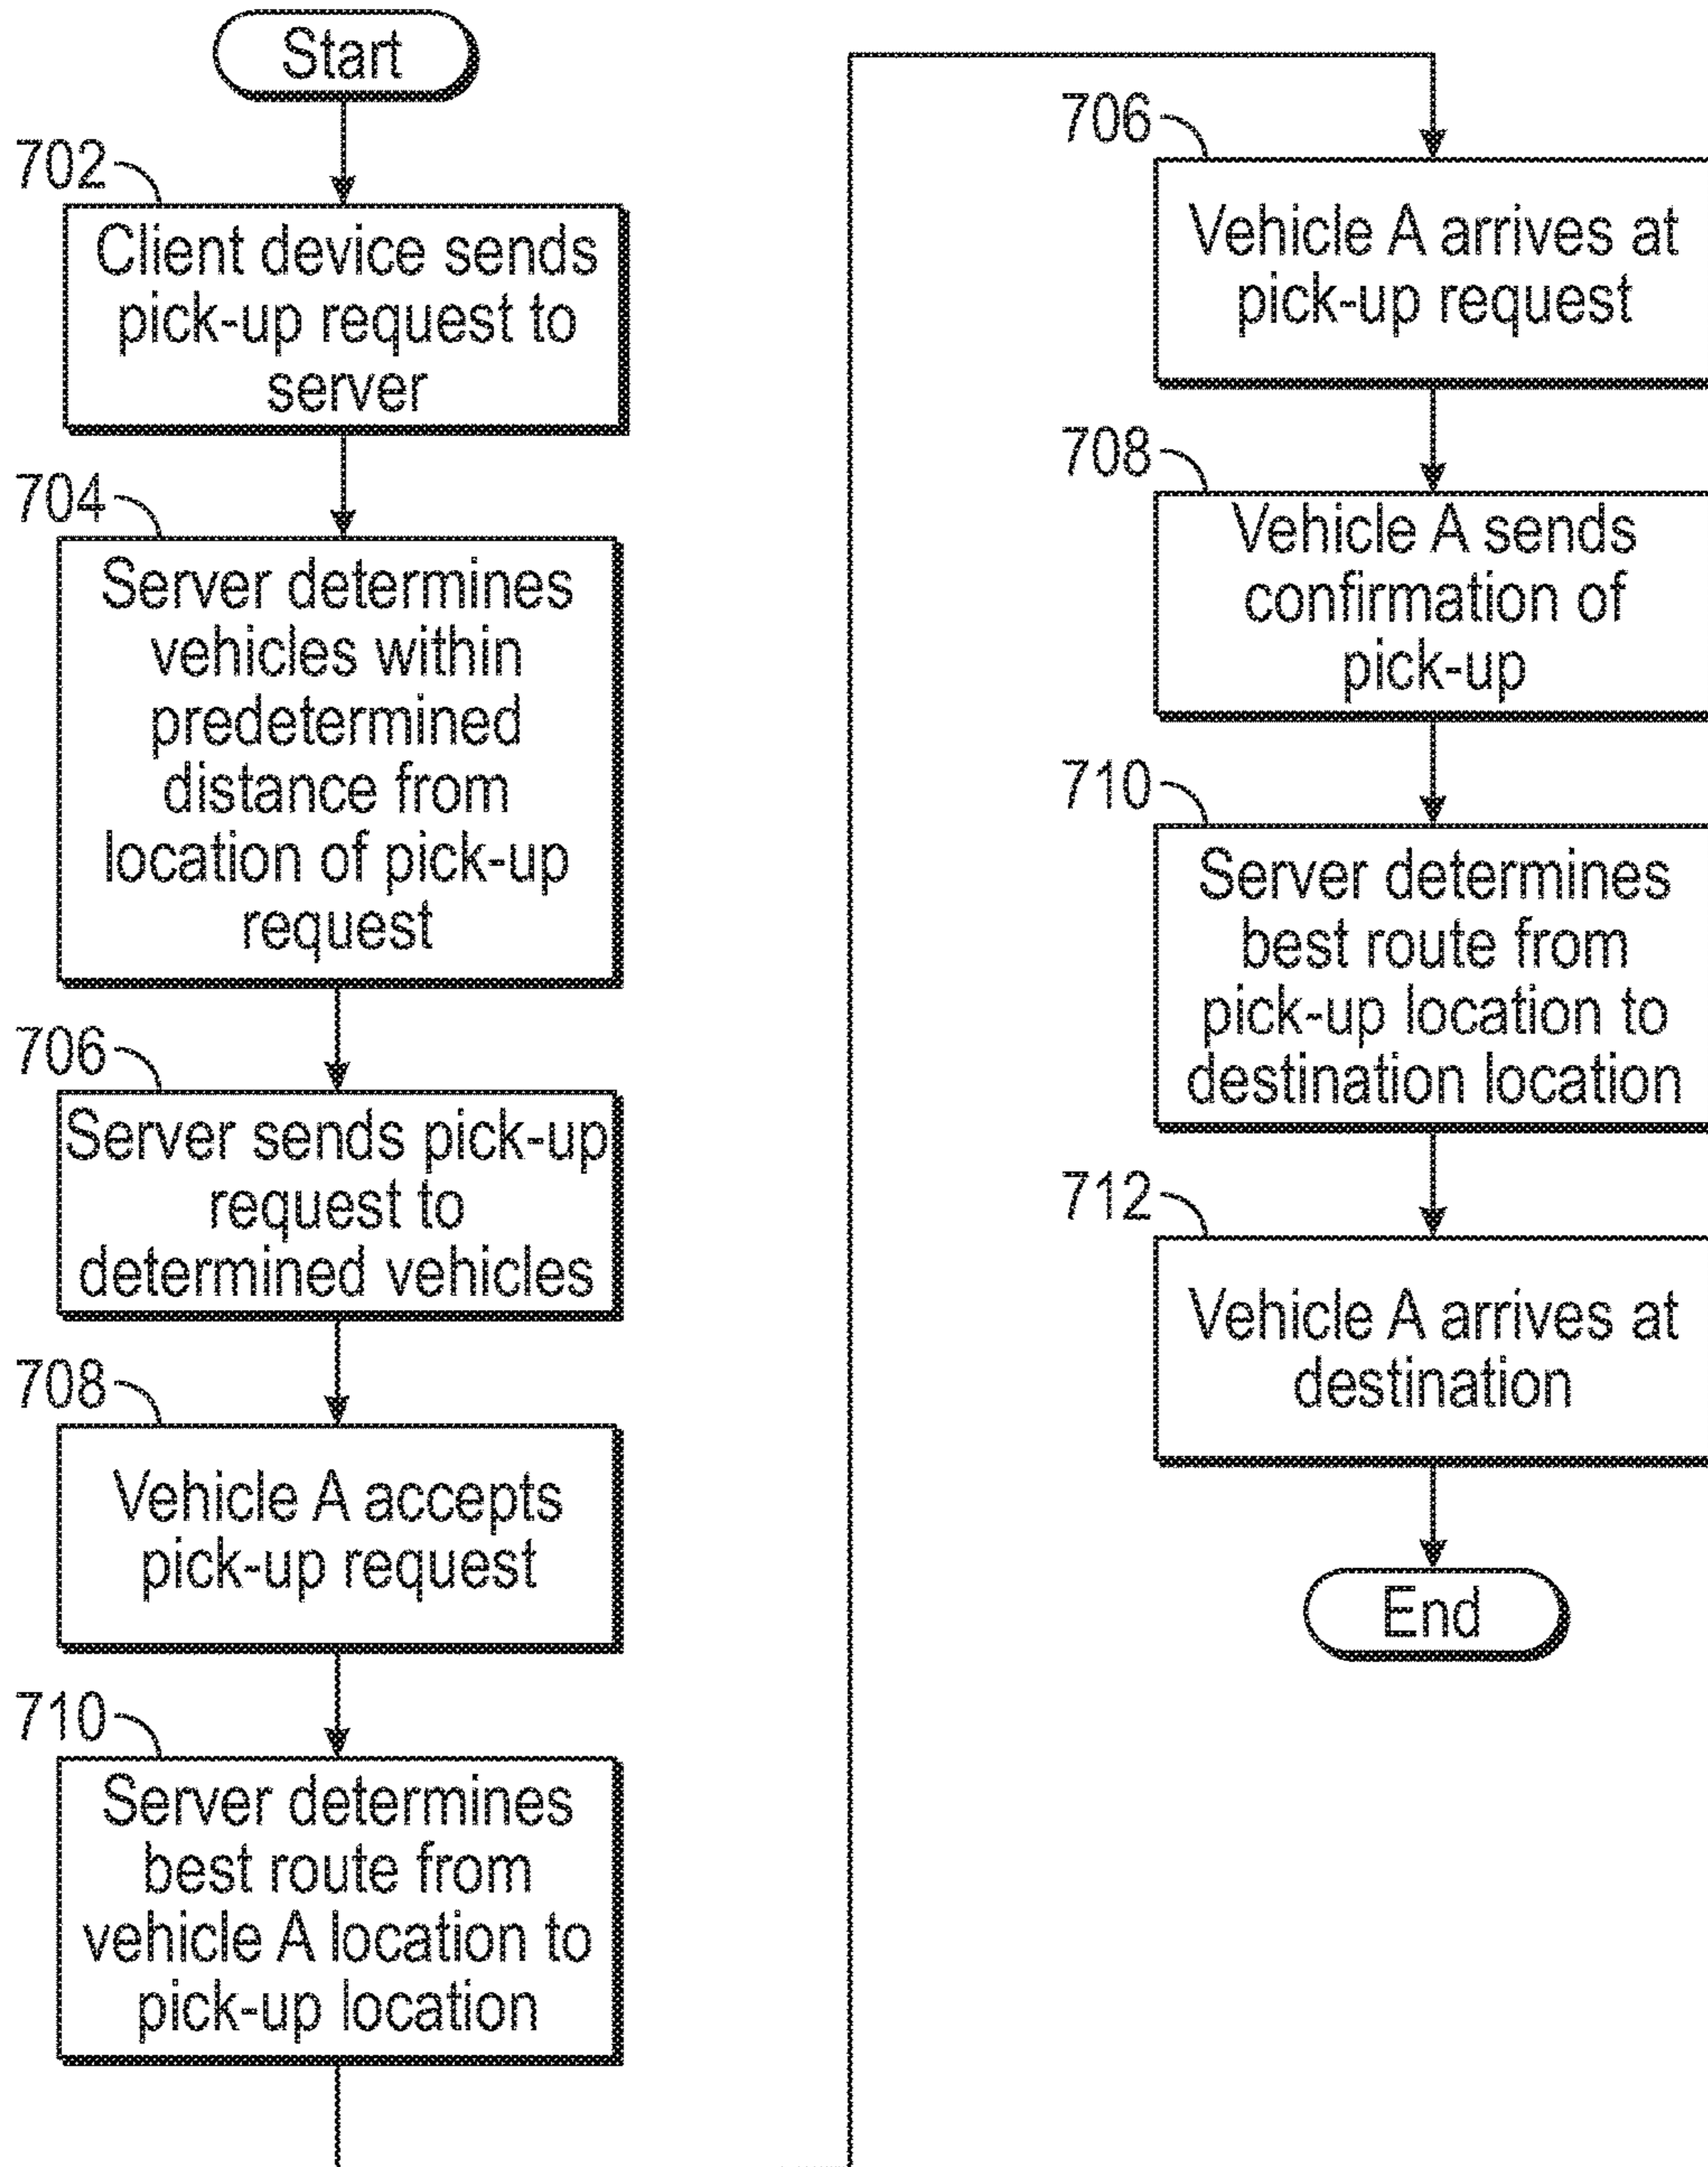 Start
702
Client device sends
pick-up request to
server
704
Server determines
vehicles within
predetermined
distance from
location of pick-up
request
706
Server sends pick-up
request to
determined vehicles
708
Vehicle A accepts
pick-up request
710
Server determines
best route from
vehicle A location to
pick-up location
706
Vehicle A arrives at
pick-up request
708
Vehicle A sends
confirmation of
pick-up
710
Server determines
best route from
pick-up location to
destination location
712
Vehicle A arrives at
destination
End